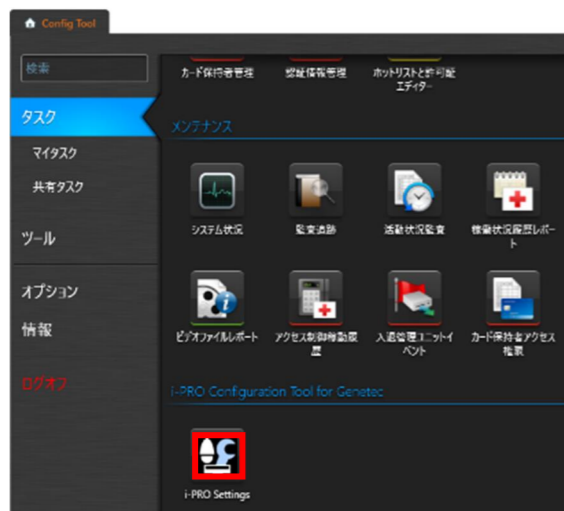 Config Tool
検索
カード保持者管理
認証情報管理
ホットリストと許可証
エディター
タスク
メンテナンス
マイタスク
共有タスク
システム状況
監査追跡
活動状況監査
稼働状況履歴レポー
ト
ツール
オプション
情報
ログオフ
ビデオファイルレポート
アクセス制御稼動履
歴
入退管理ユニットイ
ベント
カード保持者アクセス
権限
i-PRO Configuration Tool for Genetec
i-PRO Settings